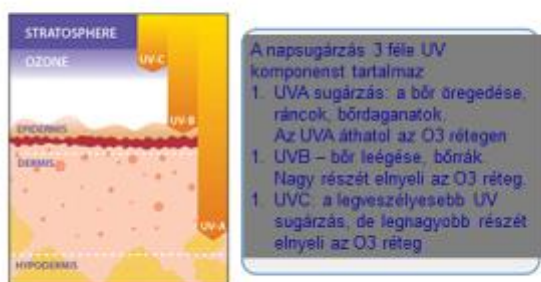 STRATOSPHERE
OZONE
UV-C
UV-B
EPIDERMIS
DERMIS
UV-A
HYPODERMIS
A napsugárzás 3 féle UV
komponenst tartalmaz
1. UVA sugárzás: a bőr öregedése,
ráncok, bőrdaganatok.
Az UVA áthatol az O3 rétegen
1. UVB – bőr leégése, bőrrák.
Nagy részét elnyeli az O3 réteg.
1. UVC: a legveszélyesebb UV
sugárzás, de legnagyobb részét
elnyeli az O3 réteg